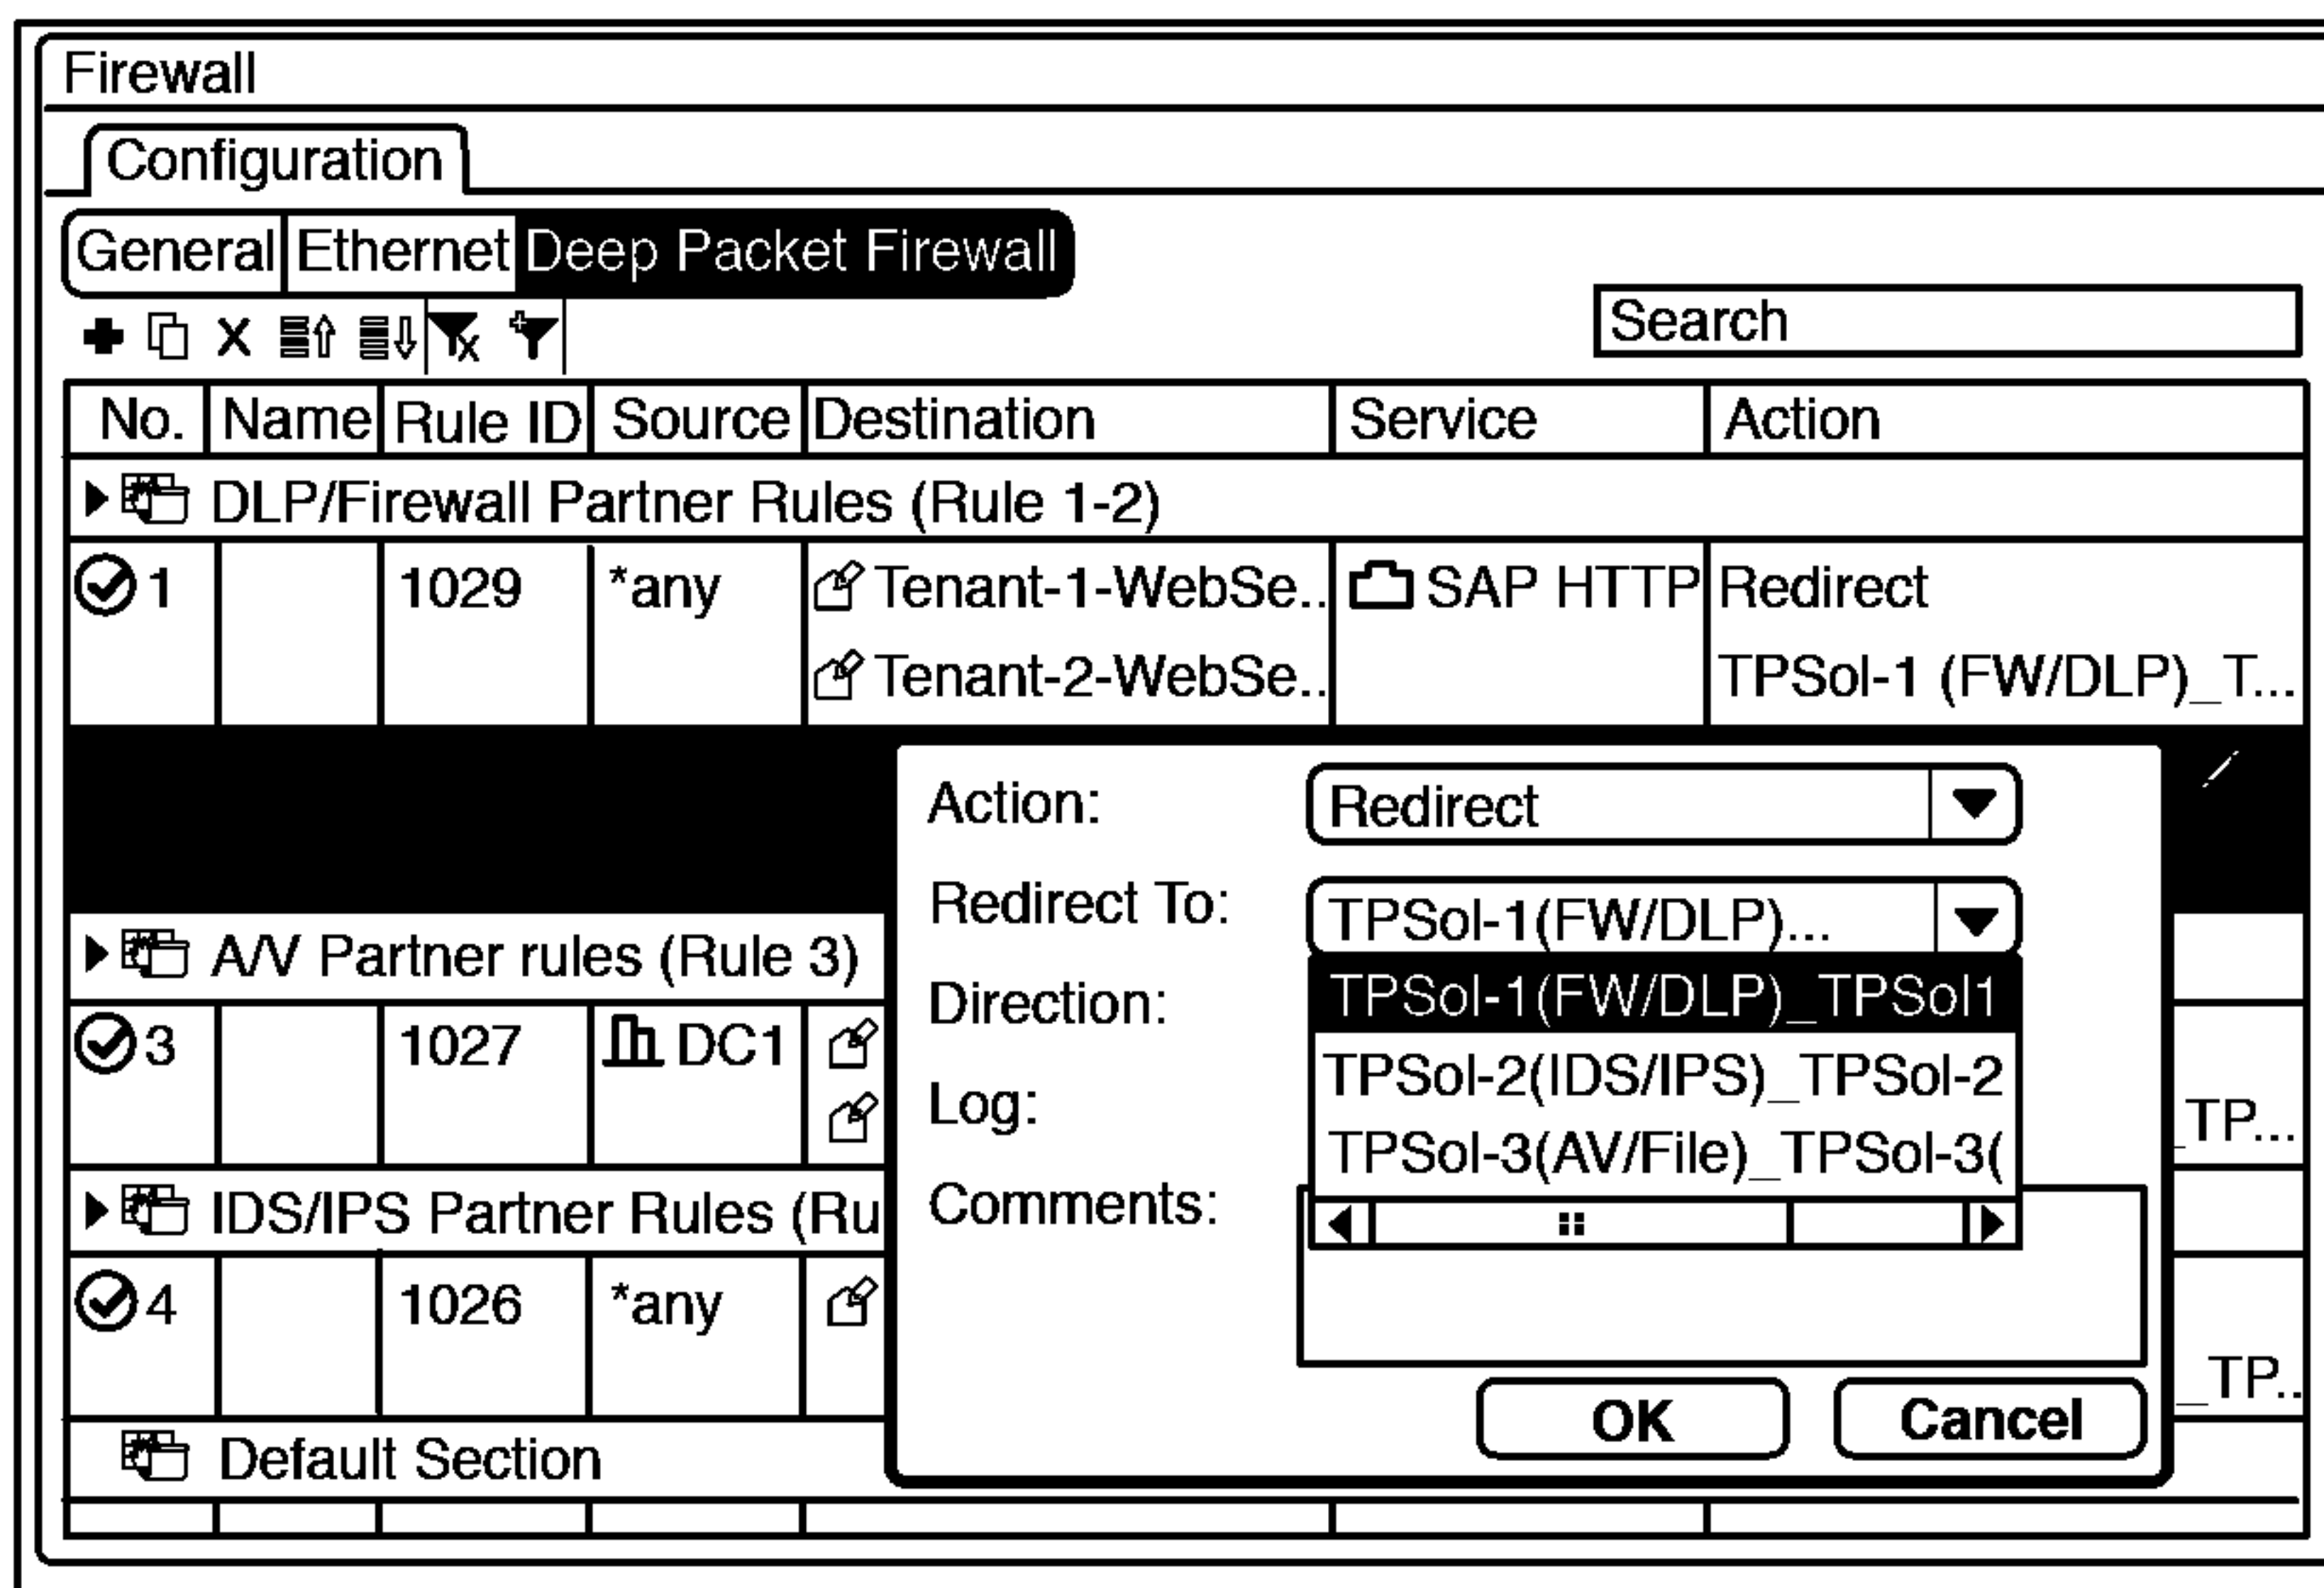 Firewall
Configuration
General Ethernet Deep Packet Firewall
Search
No. Name Rule ID Source Destination Service Action
DLP/Firewall Partner Rules (Rule 1-2)
1 1029 *any Tenant-1-WebSe.. SAP HTTP Redirect
Tenant-2-WebSe.. TPSol-1 (FW/DLP)_T...
Action: Redirect
Redirect To: TPSol-1(FW/DLP)...
A/V Partner rules (Rule 3)
Direction: TPSol-1(FW/DLP)_TPSol1
3 1027 DC1
TPSol-2(IDS/IPS)_TPSol-2
Log: _TP...
TPSol-3(AV/File)_TPSol-3(
IDS/IPS Partner Rules (Ru
Comments:
4 1026 *any
_TP..
OK Cancel
Default Section